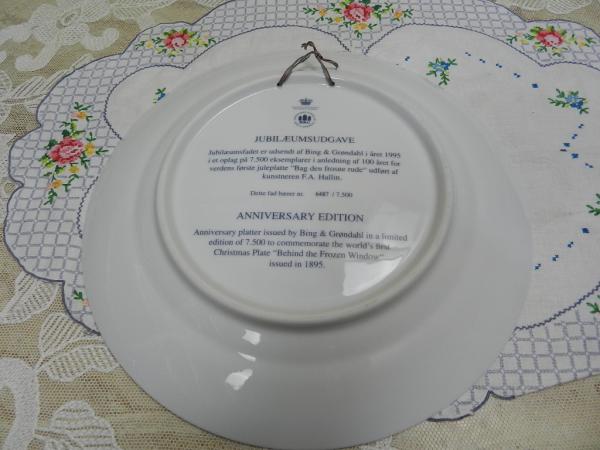 JUBILÆUMSUDGAVE
Jubilæumsfadet er udsendt af Bing & Grøndahl i året 1995
i et oplag på 7.500 eksemplarer i anledning af 100 året for
verdens første juleplatte "Bag den frosne rude" udført af
kunstneren F.A. Hallin.
Dette fad bærer nr. 6487 / 7.500
ANNIVERSARY EDITION
Anniversary platter issued by Bing & Grøndahl in a limited
edition of 7.500 to commemorate the world's first
Christmas Plate "Behind the Frozen Window"
issued in 1895.